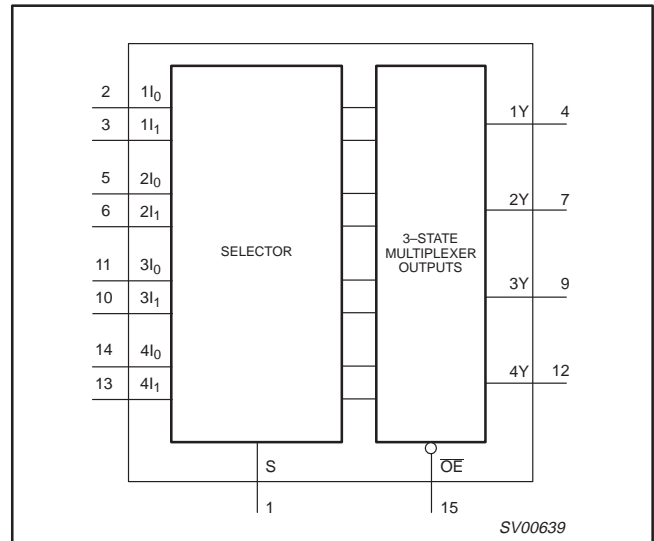 2 1I₀
3 1I₁
5 2I₀
6 2I₁
11 3I₀
10 3I₁
14 4I₀
13 4I₁
SELECTOR
3–STATE
MULTIPLEXER
OUTPUTS
1Y 4
2Y 7
3Y 9
4Y 12
S
O̅E̅
1
15
SV00639